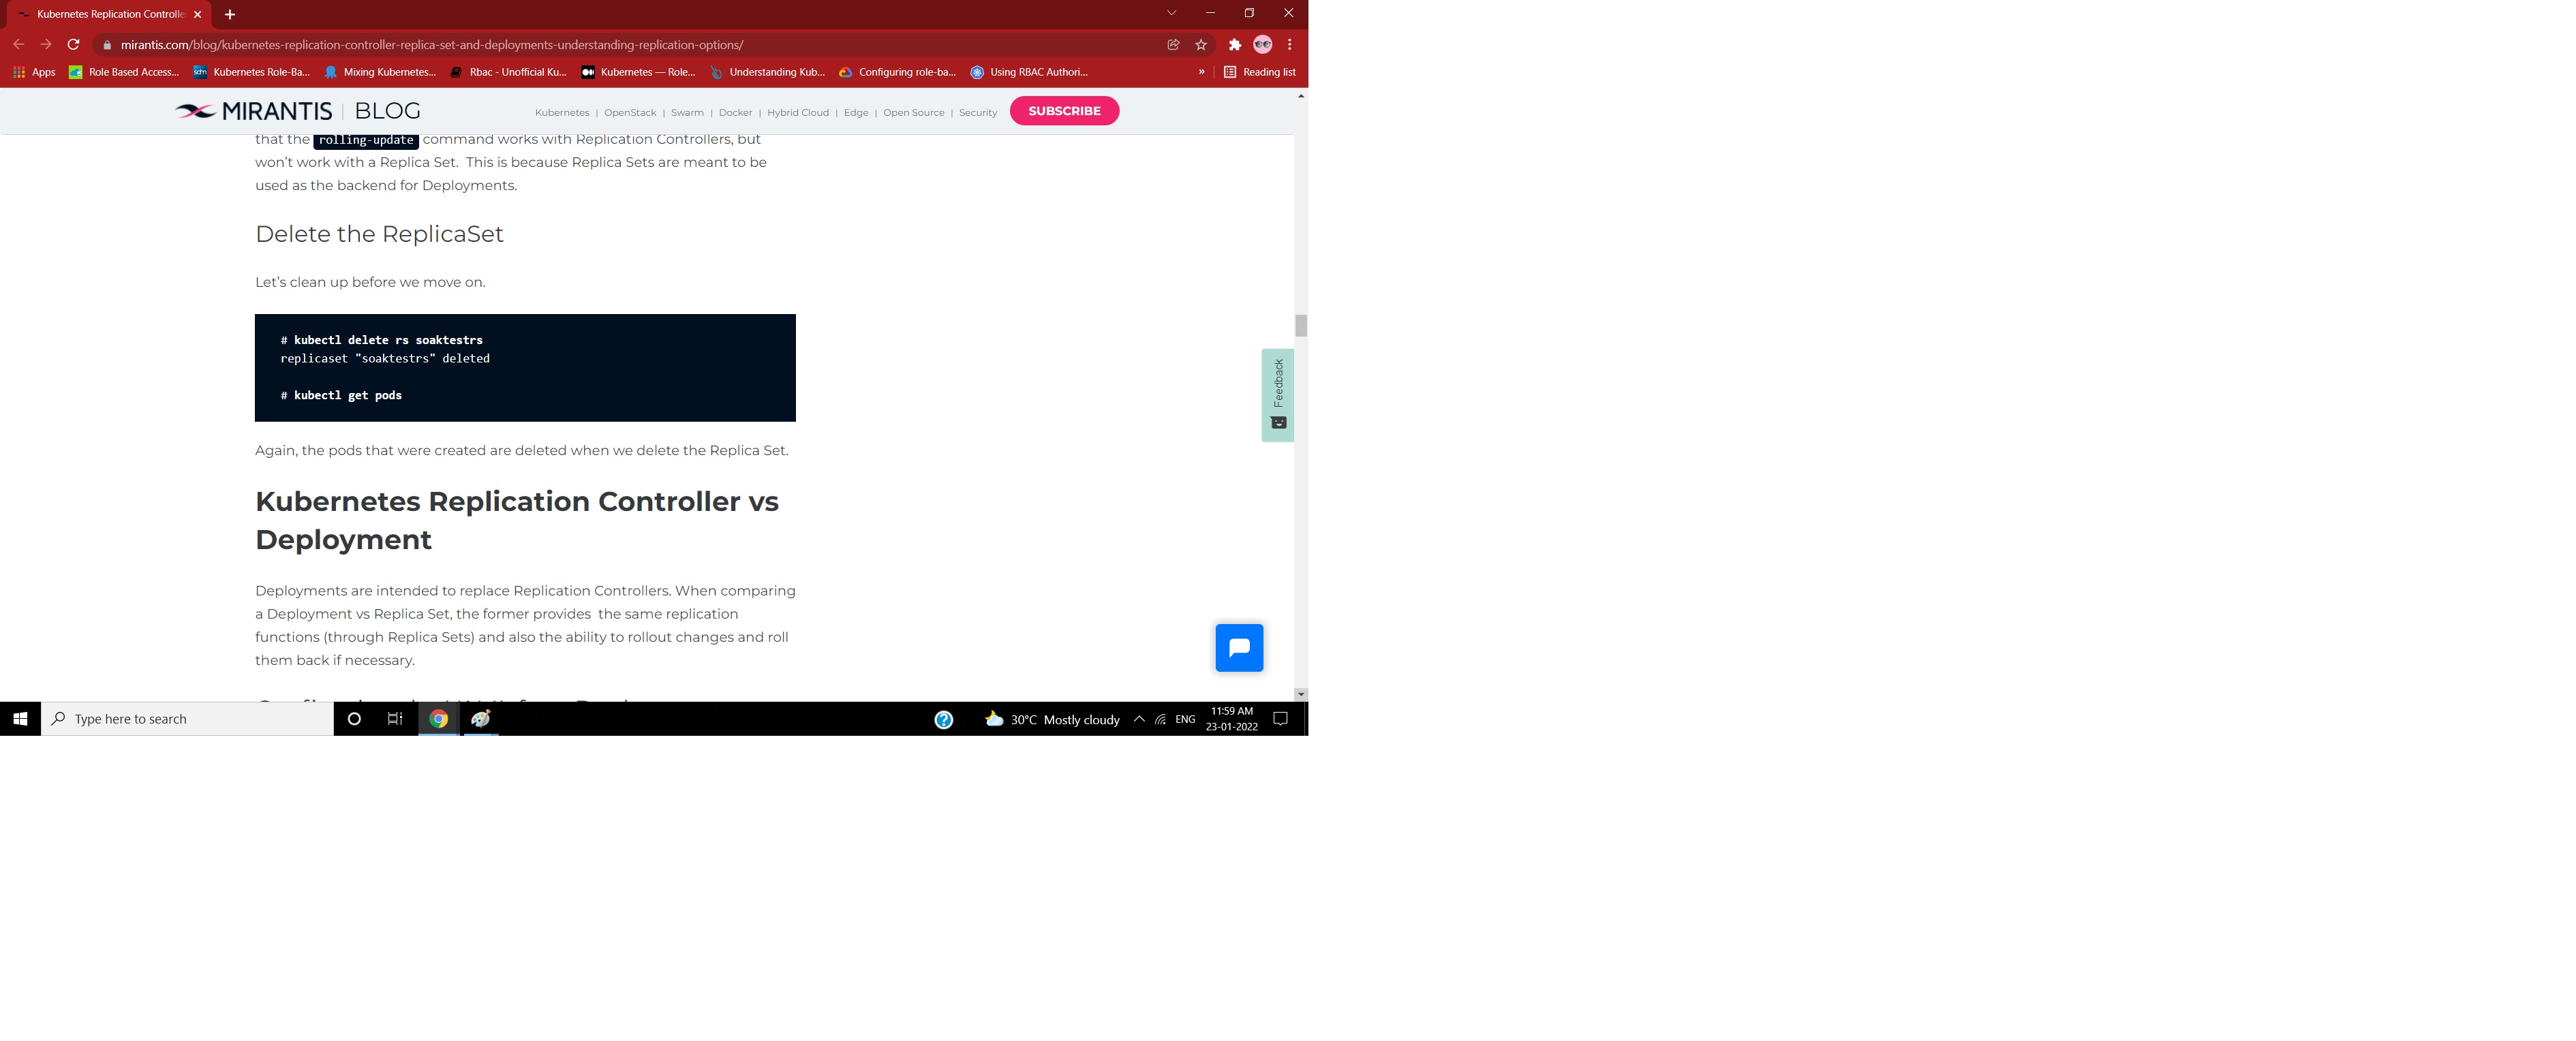 Kubernetes Replication Controlle
mirantis.com/blog/kubernetes-replication-controller-replica-set-and-deployments-understanding-replication-options/
Apps Role Based Access... Kubernetes Role-Ba... Mixing Kubernetes... Rbac - Unofficial Ku... Kubernetes — Role... Understanding Kub... Configuring role-ba... Using RBAC Authori... » Reading list
MIRANTIS | BLOG Kubernetes | OpenStack | Swarm | Docker | Hybrid Cloud | Edge | Open Source | Security SUBSCRIBE
that the rolling-update command works with Replication Controllers, but
won't work with a Replica Set. This is because Replica Sets are meant to be
used as the backend for Deployments.
Delete the ReplicaSet
Let's clean up before we move on.
# kubectl delete rs soaktestrs
replicaset "soaktestrs" deleted
# kubectl get pods
Feedback
Again, the pods that were created are deleted when we delete the Replica Set.
Kubernetes Replication Controller vs
Deployment
Deployments are intended to replace Replication Controllers. When comparing
a Deployment vs Replica Set, the former provides the same replication
functions (through Replica Sets) and also the ability to rollout changes and roll
them back if necessary.
Type here to search
30°C Mostly cloudy ENG
11:59 AM
23-01-2022